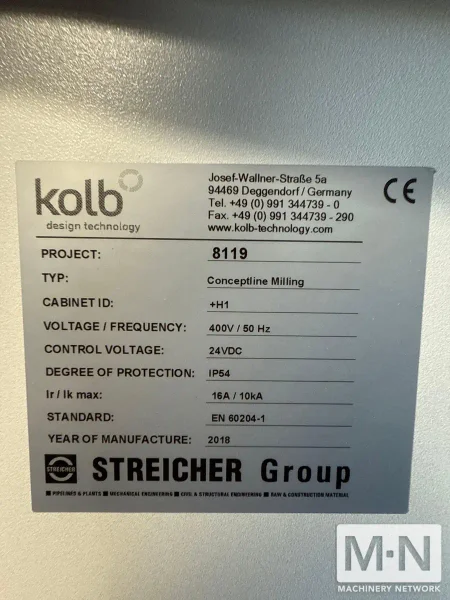 kolb
design technology
Josef-Wallner-Straße 5a
94469 Deggendorf / Germany
Tel. +49 (0) 991 344739 - 0
Fax. +49 (0) 991 344739 - 290
www.kolb-technology.com
CE
PROJECT: 8119
TYP: Conceptline Milling
CABINET ID: +H1
VOLTAGE / FREQUENCY: 400V / 50 Hz
CONTROL VOLTAGE: 24VDC
DEGREE OF PROTECTION: IP54
Ir / Ik max: 16A / 10kA
STANDARD: EN 60204-1
YEAR OF MANUFACTURE: 2018
STREICHER STREICHER Group
PIPELINES & PLANTS MECHANICAL ENGINEERING CIVIL & STRUCTURAL ENGINEERING RAW & CONSTRUCTION MATERIAL
M-N
MACHINERY NETWORK